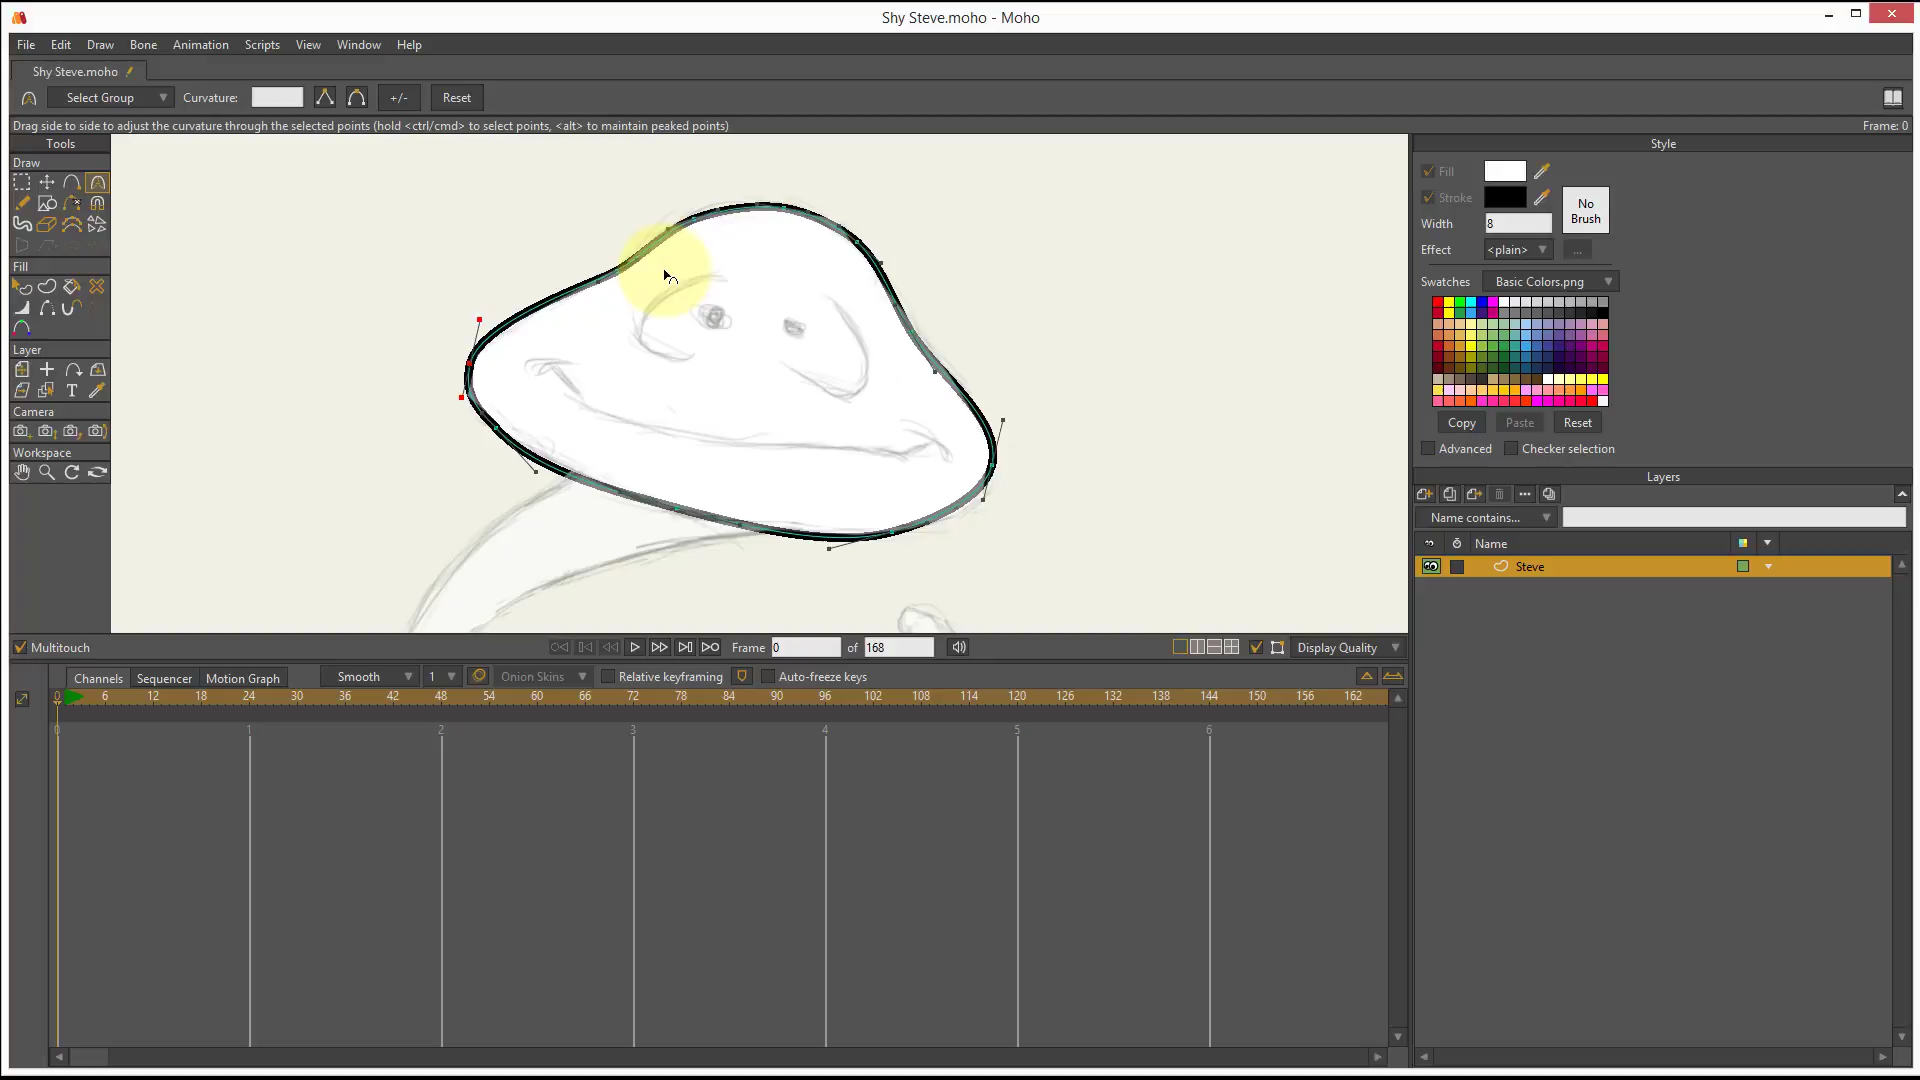 Shy Steve.moho - Moho
File Edit Draw Bone Animation Scripts View Window Help
Shy Steve.moho
Select Group Curvature: +/- Reset
Drag side to side to adjust the curvature through the selected points (hold <ctrl/cmd> to select points, <alt> to maintain peaked points) Frame: 0
Tools
Draw
Fill
Layer
T
Camera
Workspace
Style
Fill
Stroke
No
Brush
Width 8
Effect <plain> ...
Swatches Basic Colors.png
Copy Paste Reset
Advanced Checker selection
Layers
Name contains...
Name
Steve
Multitouch Frame 0 of 168 Display Quality
Channels Sequencer Motion Graph Smooth 1 Onion Skins Relative keyframing Auto-freeze keys
0 6 12 18 24 30 36 42 48 54 60 66 72 78 84 90 96 102 108 114 120 126 132 138 144 150 156 162
0 1 2 3 4 5 6